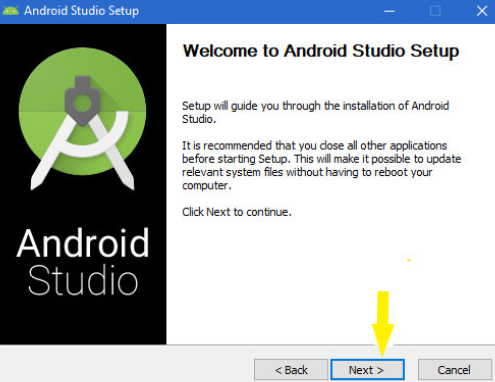 Android Studio Setup
Welcome to Android Studio Setup
Setup will guide you through the installation of Android
Studio.
It is recommended that you close all other applications
before starting Setup. This will make it possible to update
relevant system files without having to reboot your
computer.
Click Next to continue.
Android
Studio
< Back
Next >
Cancel